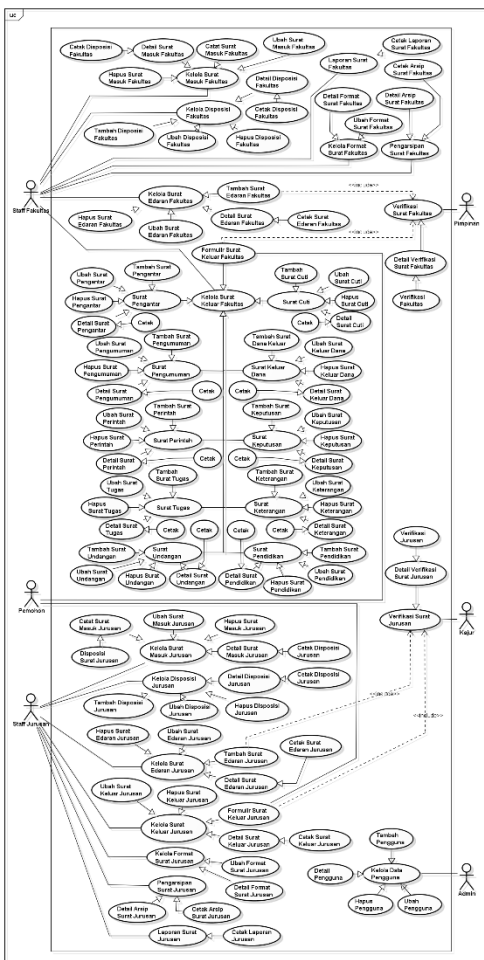 uc
Cetak Disposisi
Fakultas
Detail Surat
Masuk Fakultas
Catat Surat
Masuk Fakultas
Ubah Surat
Masuk Fakultas
Hapus Surat
Masuk Fakultas
Kelola Surat
Masuk Fakultas
Laporan Surat
Fakultas
Cetak Laporan
Surat Fakultas
Cetak Arsip
Surat Fakultas
Detail Disposisi
Fakultas
Kelola Disposisi
Fakultas
Cetak Disposisi
Fakultas
Detail Format
Surat Fakultas
Detail Arsip
Surat Fakultas
Ubah Format
Surat Fakultas
Tambah Disposisi
Fakultas
Ubah Disposisi
Fakultas
Hapus Disposisi
Fakultas
Kelola Format
Surat Fakultas
Pengarsipan
Surat Fakultas
Staff Fakultas
Kelola Surat
Edaran Fakultas
Tambah Surat
Edaran Fakultas
Hapus Surat
Edaran Fakultas
Detail Surat
Edaran Fakultas
Cetak Surat
Edaran Fakultas
Ubah Surat
Edaran Fakultas
Verifikasi
Surat Fakultas
Pimpinan
Formulir Surat
Keluar Fakultas
Detail Verifikasi
Surat Fakultas
Verifikasi
Fakultas
Ubah Surat
Pengantar
Tambah Surat
Pengantar
Hapus Surat
Pengantar
Surat
Pengantar
Kelola Surat
Keluar Fakultas
Tambah
Surat Cuti
Ubah
Surat Cuti
Surat Cuti
Hapus
Surat Cuti
Detail Surat
Pengantar
Cetak
Cetak
Detail
Surat Cuti
Ubah Surat
Pengumuman
Tambah Surat
Pengumuman
Hapus Surat
Pengumuman
Surat
Pengumuman
Tambah Surat
Dana Keluar
Ubah Surat
Keluar Dana
Surat Keluar
Dana
Hapus Surat
Keluar Dana
Detail Surat
Pengumuman
Cetak
Cetak
Detail Surat
Keluar Dana
Ubah Surat
Perintah
Tambah Surat
Perintah
Hapus Surat
Perintah
Surat Perintah
Tambah Surat
Keputusan
Ubah Surat
Keputusan
Surat
Keputusan
Hapus Surat
Keputusan
Detail Surat
Perintah
Cetak
Cetak
Detail Surat
Keputusan
Ubah Surat
Tugas
Tambah
Surat Tugas
Hapus
Surat Tugas
Surat Tugas
Tambah Surat
Keterangan
Ubah Surat
Keterangan
Surat
Keterangan
Hapus Surat
Keterangan
Detail Surat
Tugas
Cetak
Cetak
Cetak
Cetak
Detail Surat
Keterangan
Tambah Surat
Undangan
Surat
Undangan
Ubah Surat
Undangan
Hapus Surat
Undangan
Detail Surat
Undangan
Surat
Pendidikan
Tambah Surat
Pendidikan
Detail Surat
Pendidikan
Hapus Surat
Pendidikan
Ubah Surat
Pendidikan
Pemohon
Verifikasi
Jurusan
Detail Verifikasi
Surat Jurusan
Verifikasi Surat
Jurusan
Kajur
Catat Surat
Masuk Jurusan
Ubah Surat
Masuk Jurusan
Hapus Surat
Masuk Jurusan
Disposisi
Surat Jurusan
Kelola Surat
Masuk Jurusan
Detail Surat
Masuk Jurusan
Cetak Disposisi
Jurusan
Kelola Disposisi
Jurusan
Detail Disposisi
Jurusan
Cetak Disposisi
Jurusan
Tambah Disposisi
Jurusan
Ubah Disposisi
Jurusan
Hapus Disposisi
Jurusan
Staff Jurusan
Hapus Surat
Edaran Jurusan
Ubah Surat
Edaran Jurusan
Kelola Surat
Edaran Jurusan
Tambah Surat
Edaran Jurusan
Detail Surat
Edaran Jurusan
Cetak Surat
Edaran Jurusan
Ubah Surat
Keluar Jurusan
Hapus Surat
Keluar Jurusan
Kelola Surat
Keluar Jurusan
Formulir Surat
Keluar Jurusan
Detail Surat
Keluar Jurusan
Cetak Surat
Keluar Jurusan
Kelola Format
Surat Jurusan
Ubah Format
Surat Jurusan
Detail Format
Surat Jurusan
Pengarsipan
Surat Jurusan
Detail Arsip
Surat Jurusan
Cetak Arsip
Surat Jurusan
Laporan Surat
Jurusan
Cetak Laporan
Jurusan
Tambah
Pengguna
Detail
Pengguna
Kelola Data
Pengguna
Hapus
Pengguna
Ubah
Pengguna
Admin